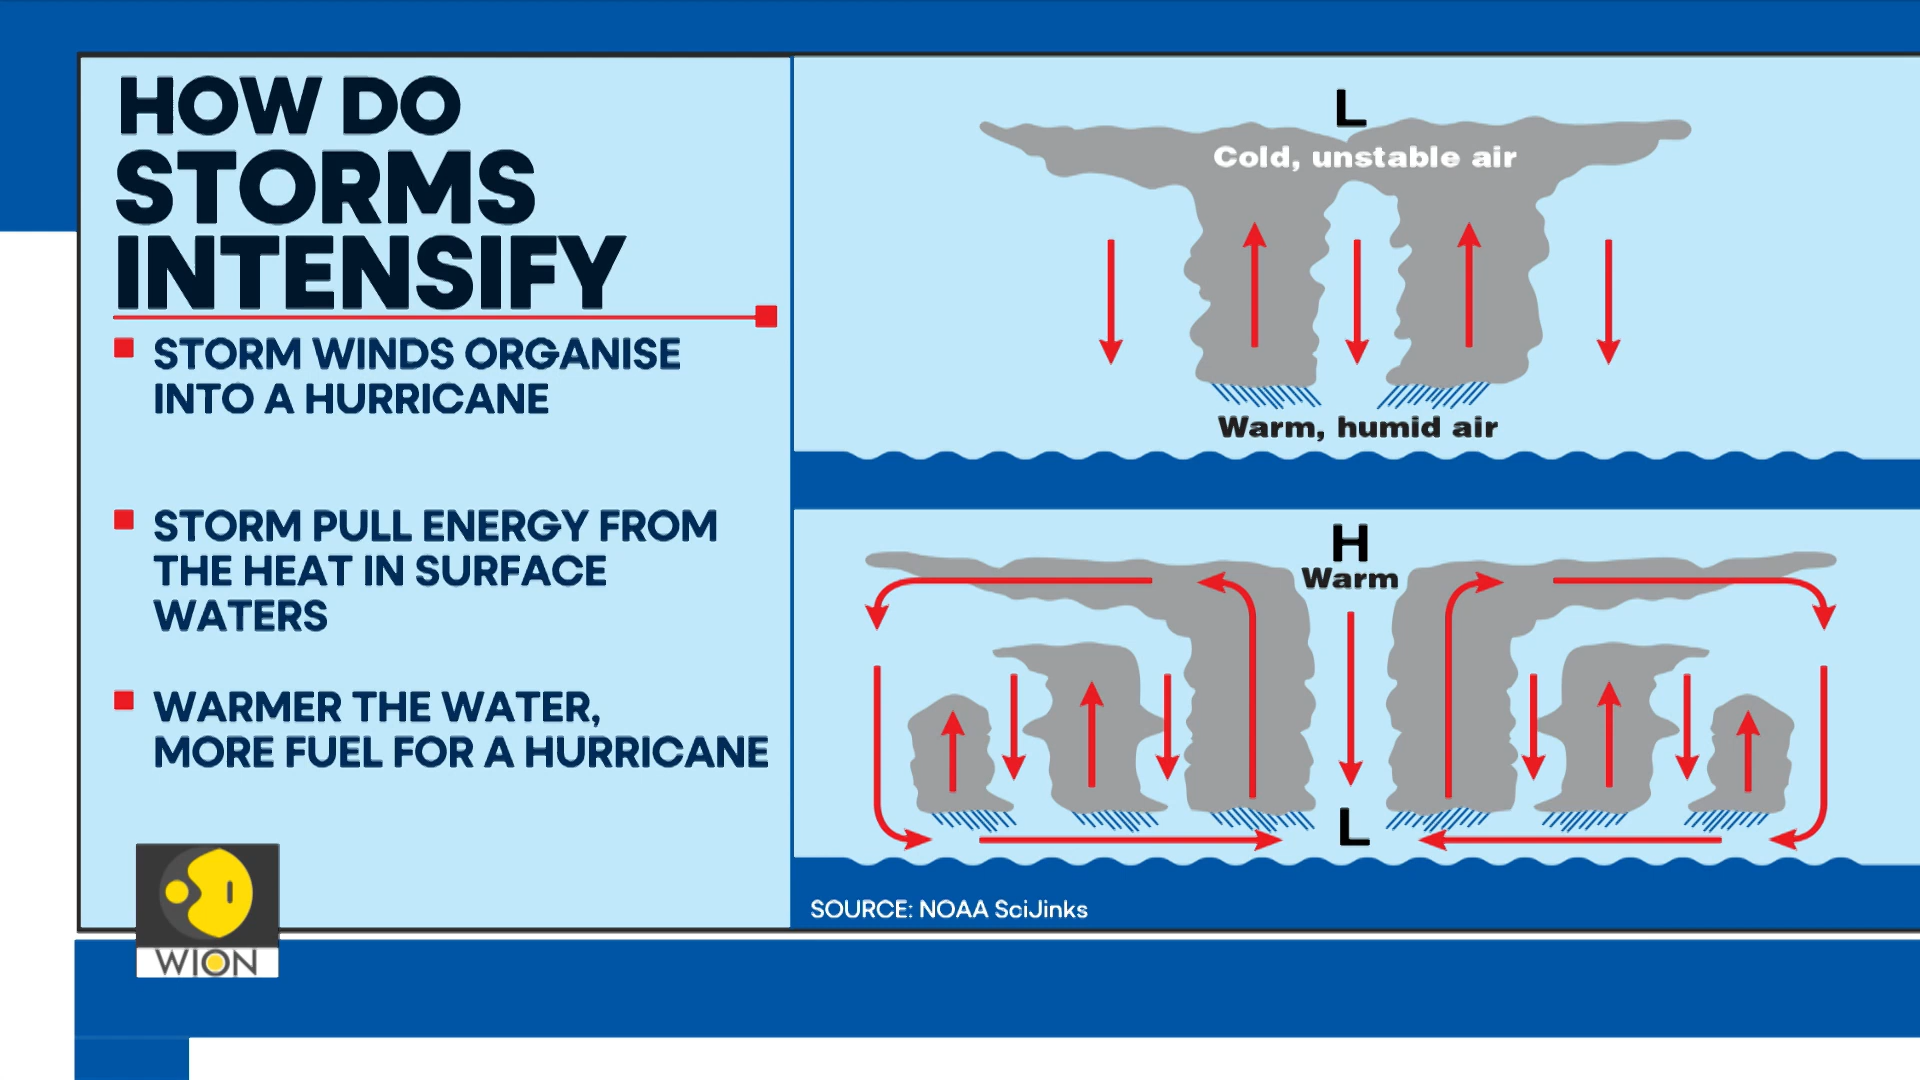 HOW DO
STORMS
INTENSIFY
STORM WINDS ORGANISE
INTO A HURRICANE
STORM PULL ENERGY FROM
THE HEAT IN SURFACE
WATERS
WARMER THE WATER,
MORE FUEL FOR A HURRICANE
WION
L
Cold, unstable air
Warm, humid air
H
Warm
L
SOURCE: NOAA SciJinks